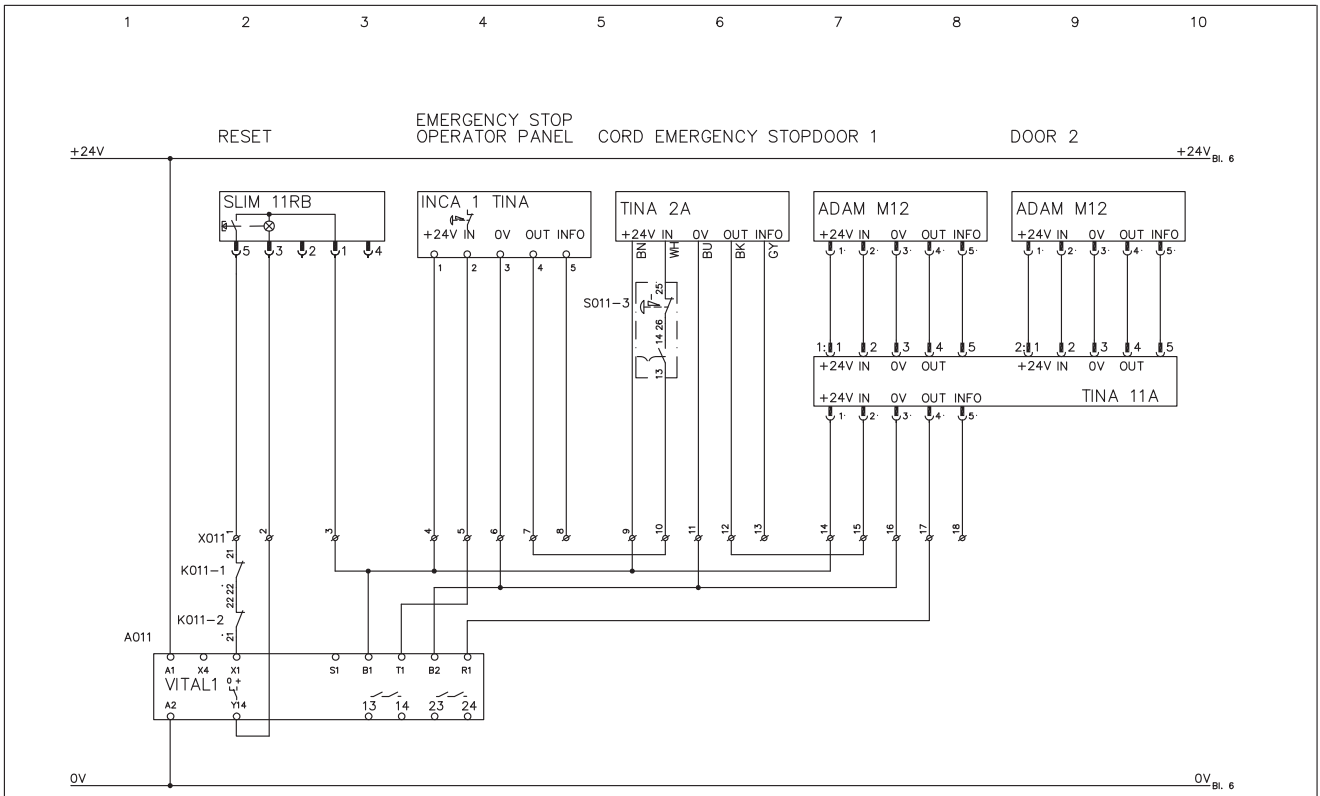 1 2 3 4 5 6 7 8 9 10
EMERGENCY STOP
RESET OPERATOR PANEL CORD EMERGENCY STOP DOOR 1 DOOR 2
+24V +24V Bl. 6
SLIM 11RB INCA 1 TINA TINA 2A ADAM M12 ADAM M12
+24V IN 0V OUT INFO +24V IN 0V OUT INFO +24V IN 0V OUT INFO +24V IN 0V OUT INFO
5 3 2 1 4 1 2 3 4 5 BN WH BU BK GY 1 2 3 4 5 1 2 3 4 5
S011-3 25 26 14 13
1:1 2 3 4 5 2:1 2 3 4 5
+24V IN 0V OUT +24V IN 0V OUT
TINA 11A
+24V IN 0V OUT INFO
1 2 3 4 5
X011 1 2 3 4 5 6 7 8 9 10 11 12 13 14 15 16 17 18
21
K011-1
22
22
K011-2
21
A011
A1 X4 X1 S1 B1 T1 B2 R1
VITAL1 0 +
A2 Y14 13 14 23 24
0V 0V Bl. 6